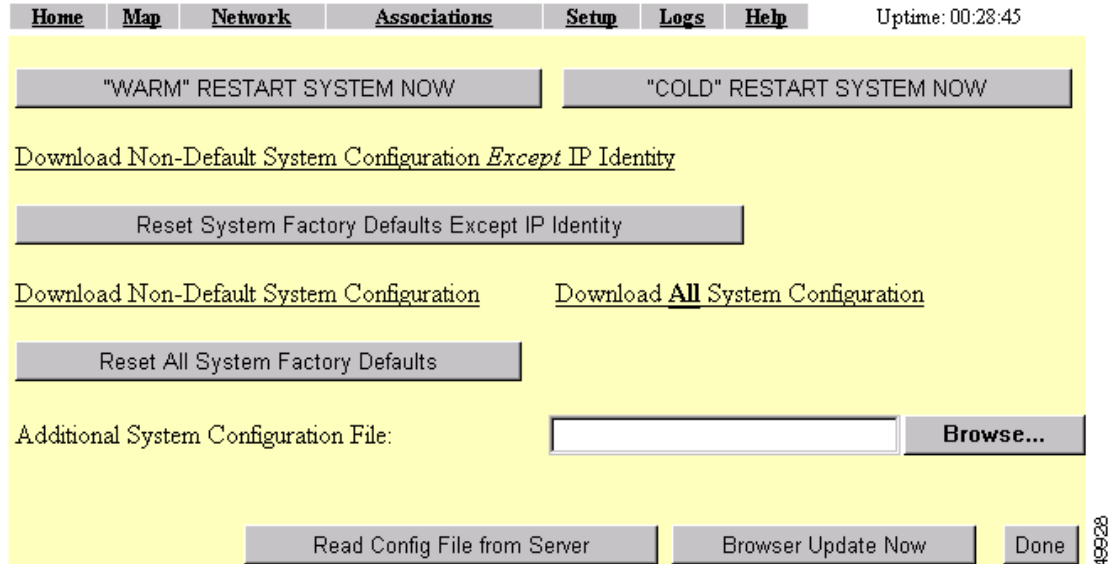 Home Map Network Associations Setup Logs Help Uptime: 00:28:45
"WARM" RESTART SYSTEM NOW "COLD" RESTART SYSTEM NOW
Download Non-Default System Configuration Except IP Identity
Reset System Factory Defaults Except IP Identity
Download Non-Default System Configuration Download All System Configuration
Reset All System Factory Defaults
Additional System Configuration File: Browse...
Read Config File from Server Browser Update Now Done
49928